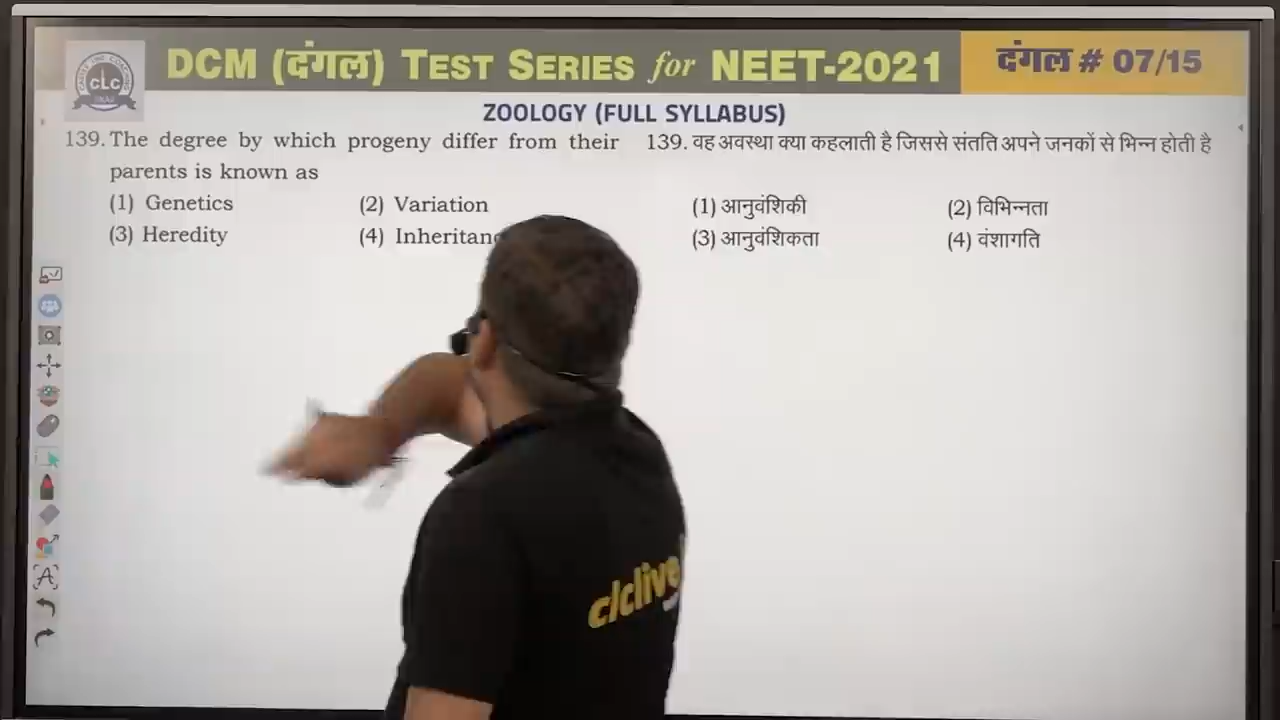 DCM (दंगल) TEST SERIES for NEET-2021
दंगल # 07/15
CLC
ZOOLOGY (FULL SYLLABUS)
139. The degree by which progeny differ from their
parents is known as
(1) Genetics (2) Variation
(3) Heredity (4) Inheritanc
139. वह अवस्था क्या कहलाती है जिससे संतति अपने जनकों से भिन्न होती है
(1) आनुवंशिकी (2) विभिन्नता
(3) आनुवंशिकता (4) वंशागति
clclive